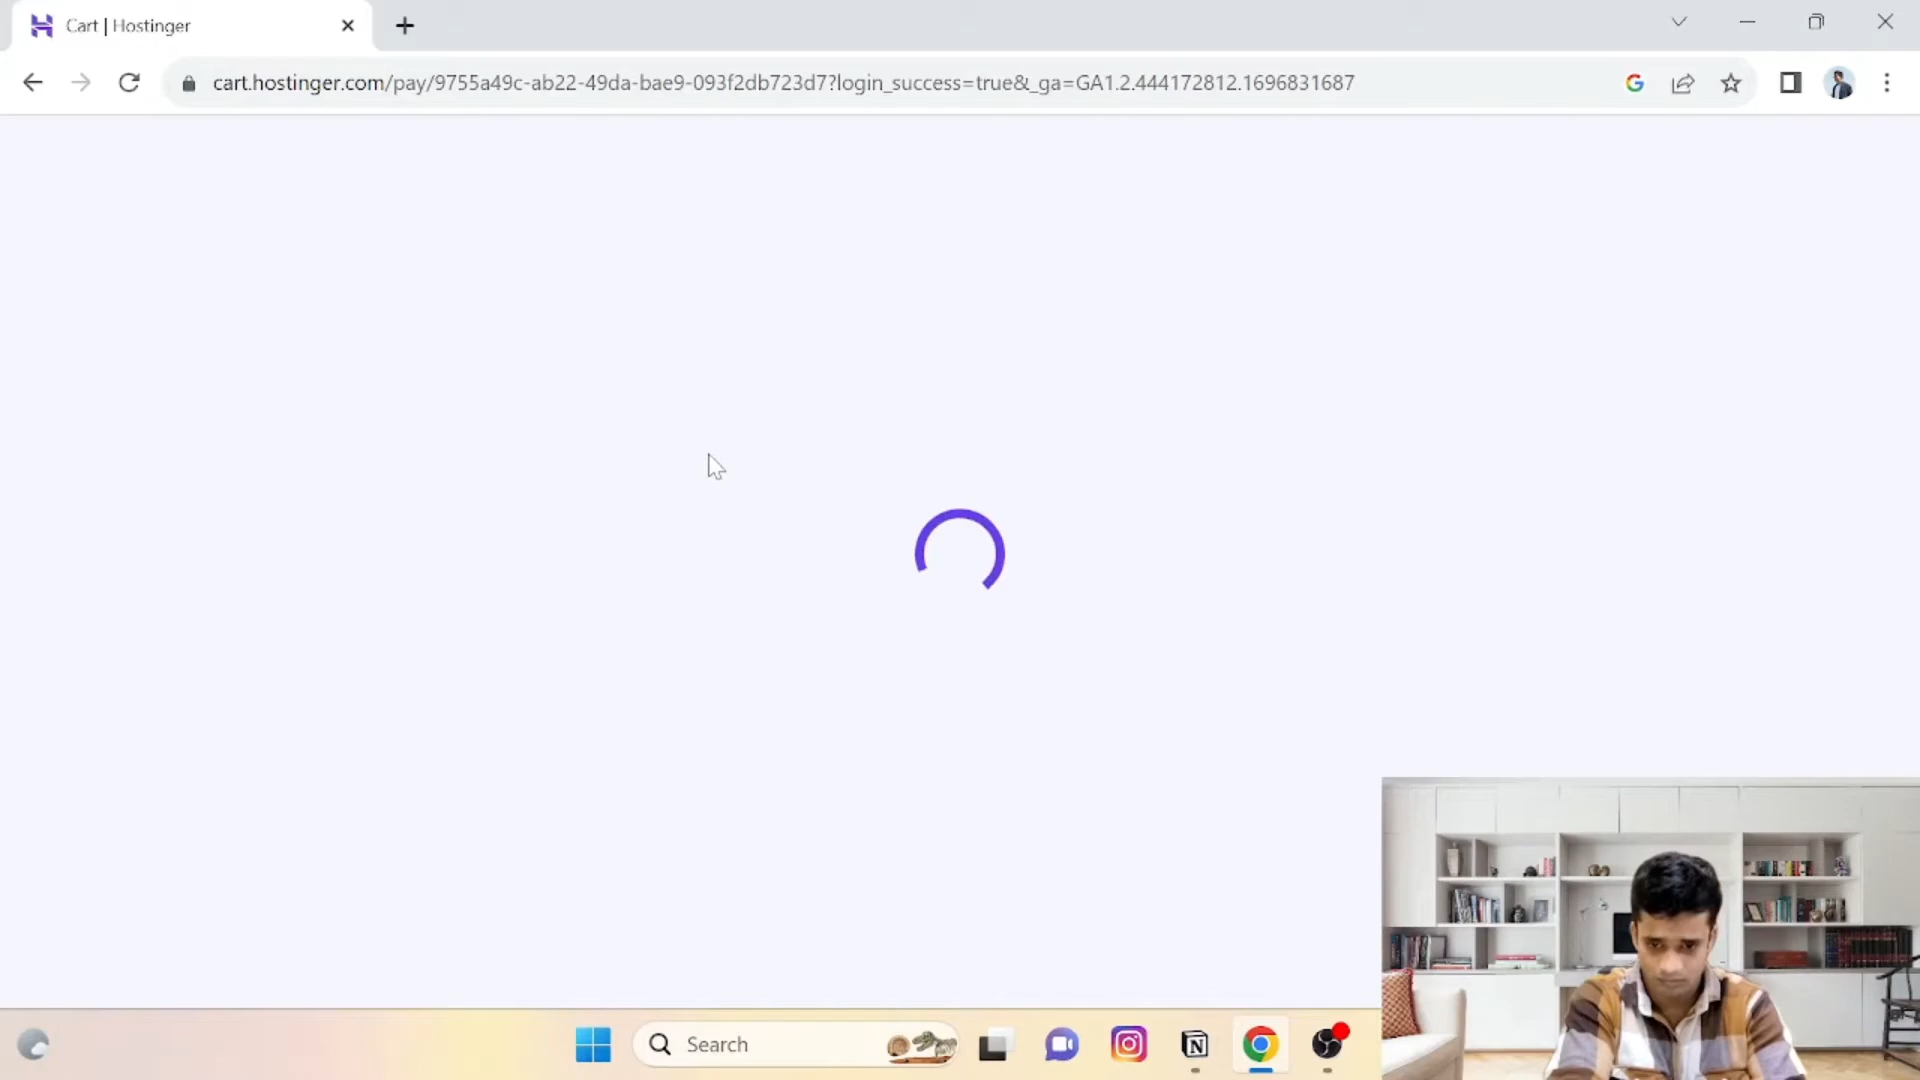 Cart | Hostinger
cart.hostinger.com/pay/9755a49c-ab22-49da-bae9-093f2db723d7?login_success=true&_ga=GA1.2.444172812.1696831687
Search